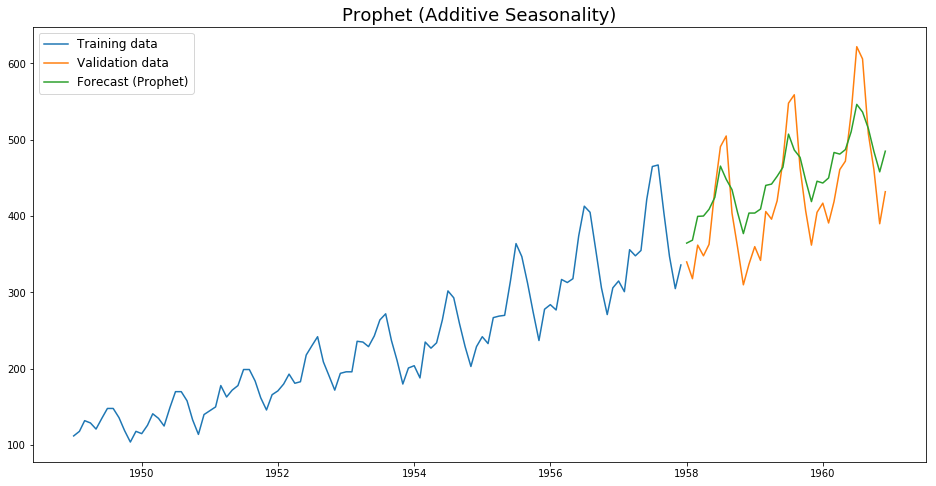 Prophet (Additive Seasonality)
Training data
Validation data
Forecast (Prophet)
600
500
400
300
200
100
1950 1952 1954 1956 1958 1960